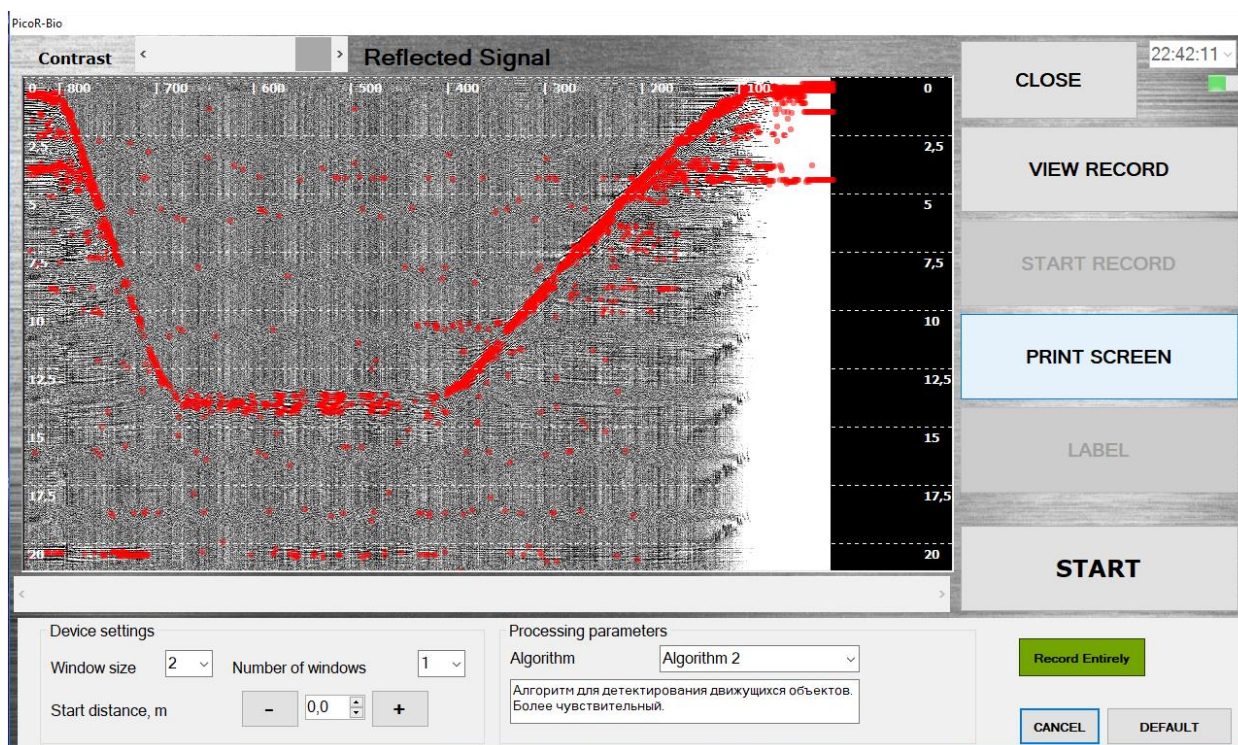 PicoR-Bio
Contrast
Reflected Signal
22:42:11
CLOSE
0 | 800 | 700 | 600 | 500 | 400 | 300 | 200 | 100 0
2,5 2,5
5 5
7,5 7,5
10 10
12,5 12,5
15 15
17,5 17,5
20 20
VIEW RECORD
START RECORD
PRINT SCREEN
LABEL
START
Device settings
Window size 2 Number of windows 1
Start distance, m - 0,0 +
Processing parameters
Algorithm Algorithm 2
Алгоритм для детектирования движущихся объектов.
Более чувствительный.
Record Entirely
CANCEL DEFAULT